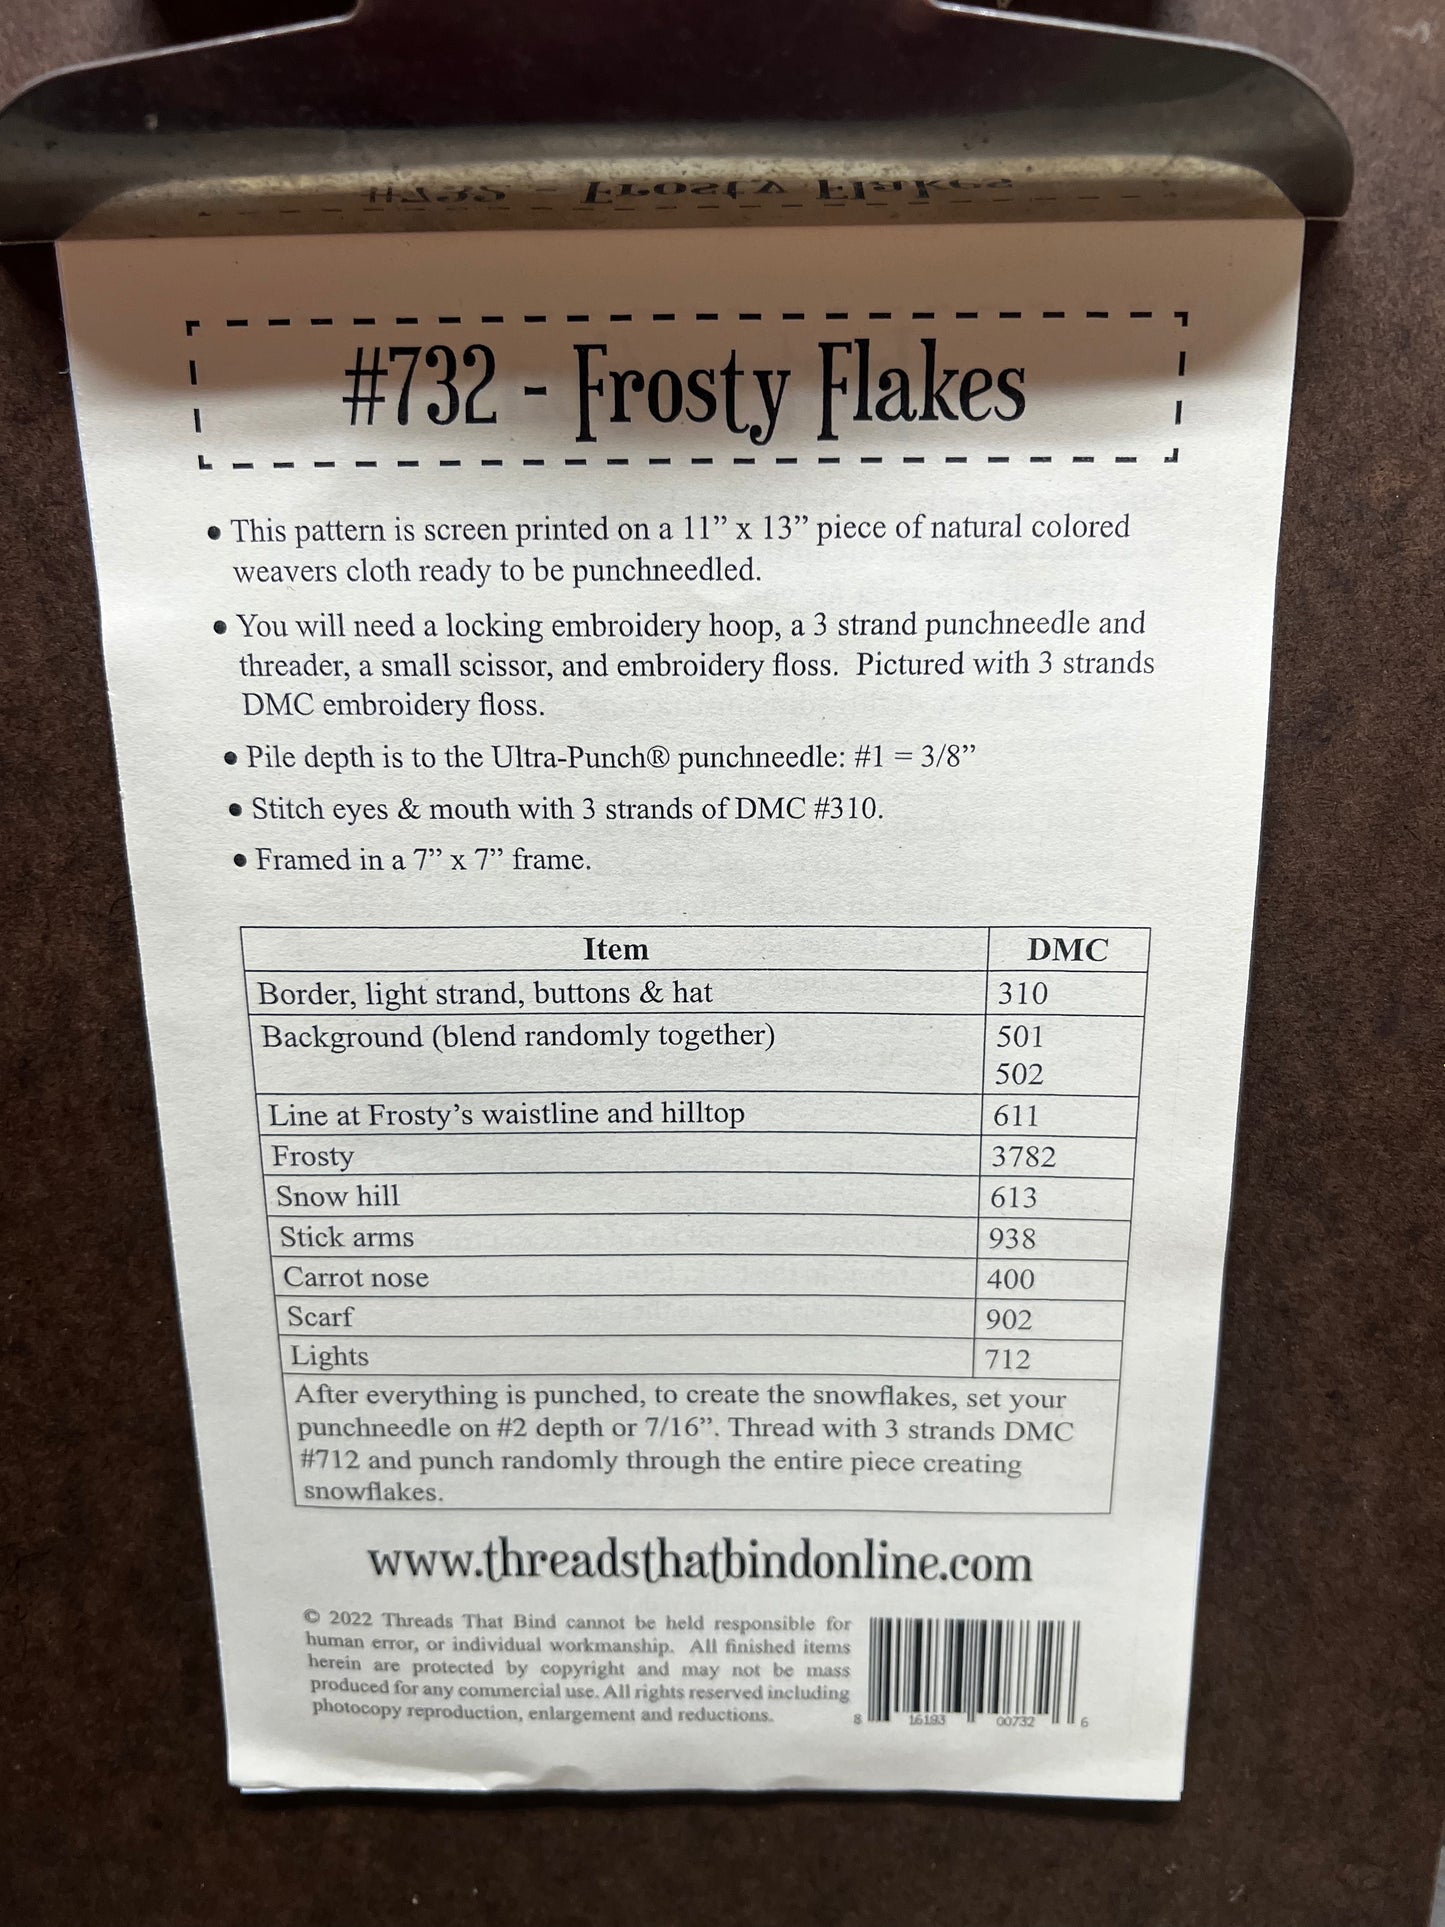 #732 - Frosty Flakes
#732 - Frosty Flakes
• This pattern is screen printed on a 11” x 13” piece of natural colored
weavers cloth ready to be punchneedled.
• You will need a locking embroidery hoop, a 3 strand punchneedle and
threader, a small scissor, and embroidery floss.  Pictured with 3 strands
DMC embroidery floss.
• Pile depth is to the Ultra-Punch® punchneedle: #1 = 3/8”
• Stitch eyes & mouth with 3 strands of DMC #310.
• Framed in a 7” x 7” frame.
Item DMC
Border, light strand, buttons & hat 310
Background (blend randomly together) 501
502
Line at Frosty’s waistline and hilltop 611
Frosty 3782
Snow hill 613
Stick arms 938
Carrot nose 400
Scarf 902
Lights 712
After everything is punched, to create the snowflakes, set your
punchneedle on #2 depth or 7/16”. Thread with 3 strands DMC
#712 and punch randomly through the entire piece creating
snowflakes.
www.threadsthatbindonline.com
© 2022 Threads That Bind cannot be held responsible for
human error, or individual workmanship.  All finished items
herein are protected by copyright and may not be mass
produced for any commercial use. All rights reserved including
photocopy reproduction, enlargement and reductions.
8 16193 00732 6